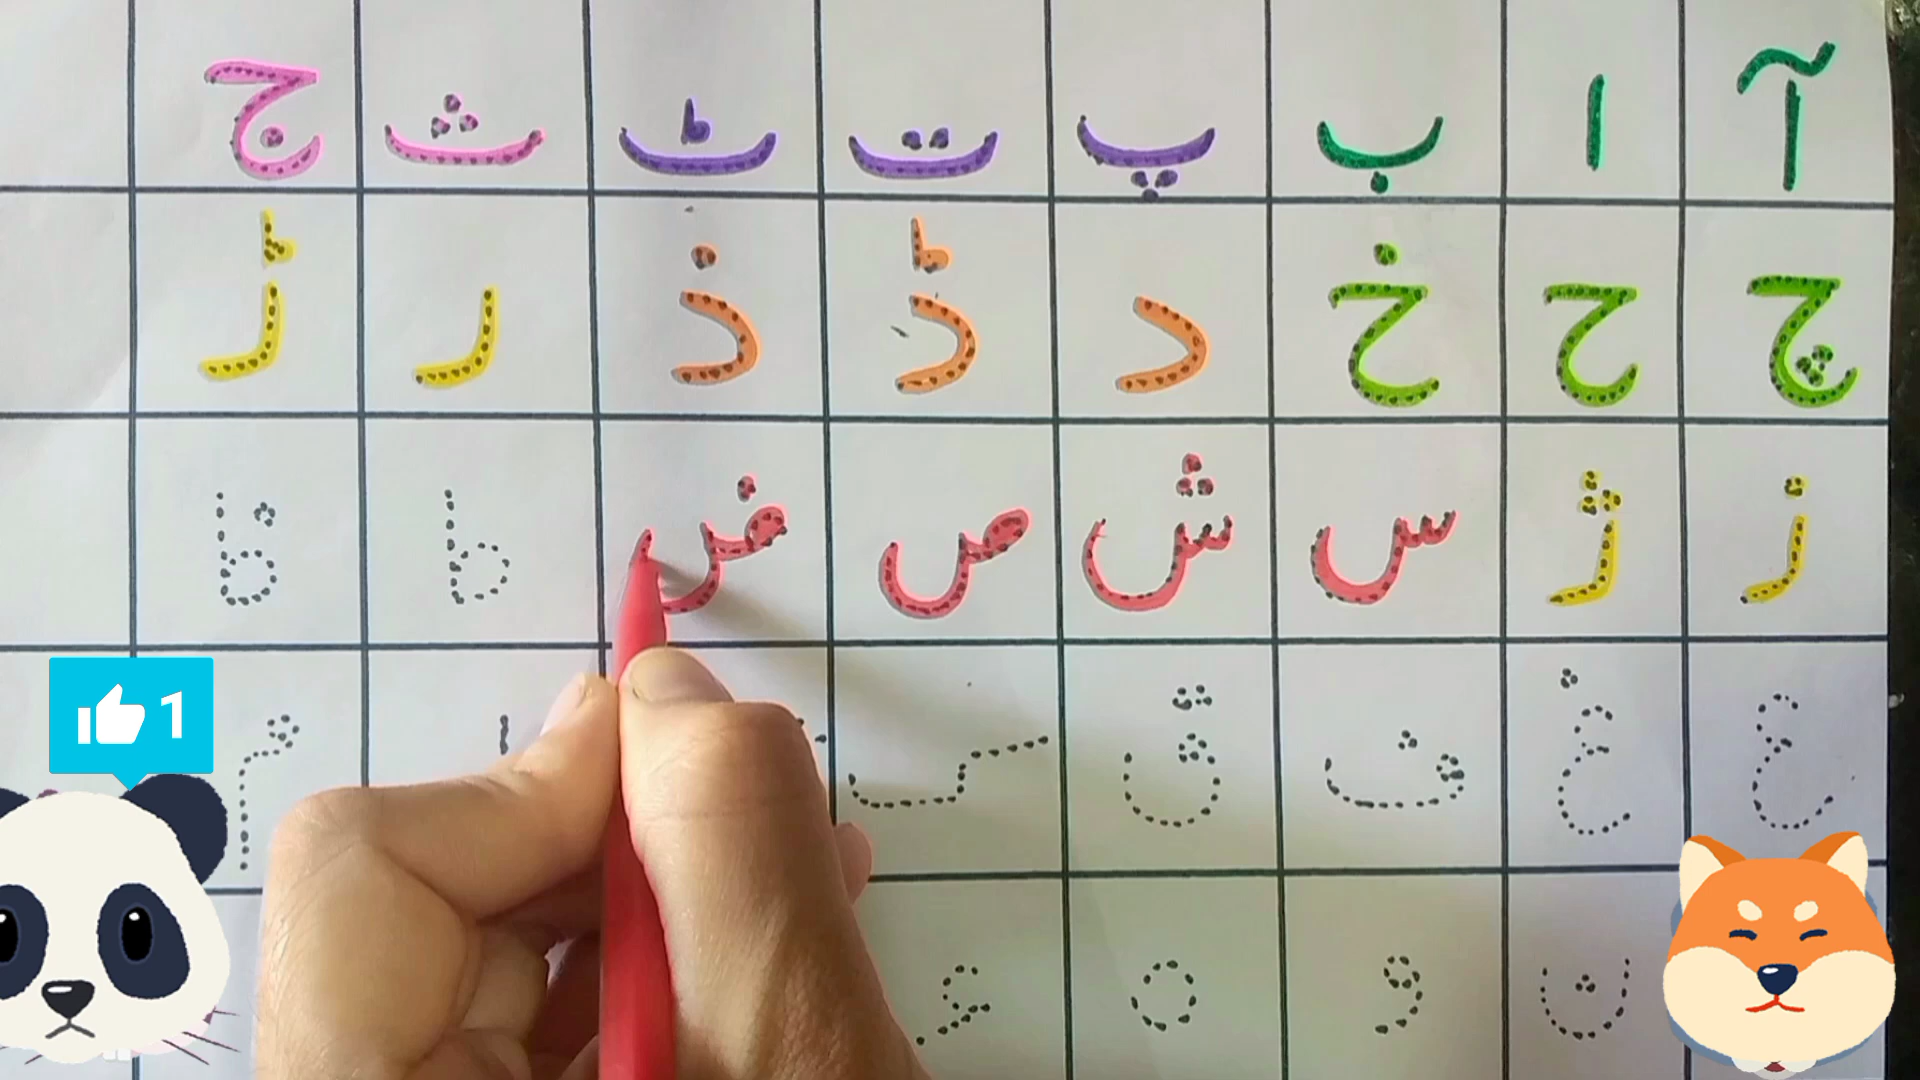 آ ا ب پ ت ٹ ث ج
چ ح خ د ڈ ذ ر ڑ
ز ژ س ش ص ض ط ظ
ع غ ف ق ک م
ن و ہ ء
1